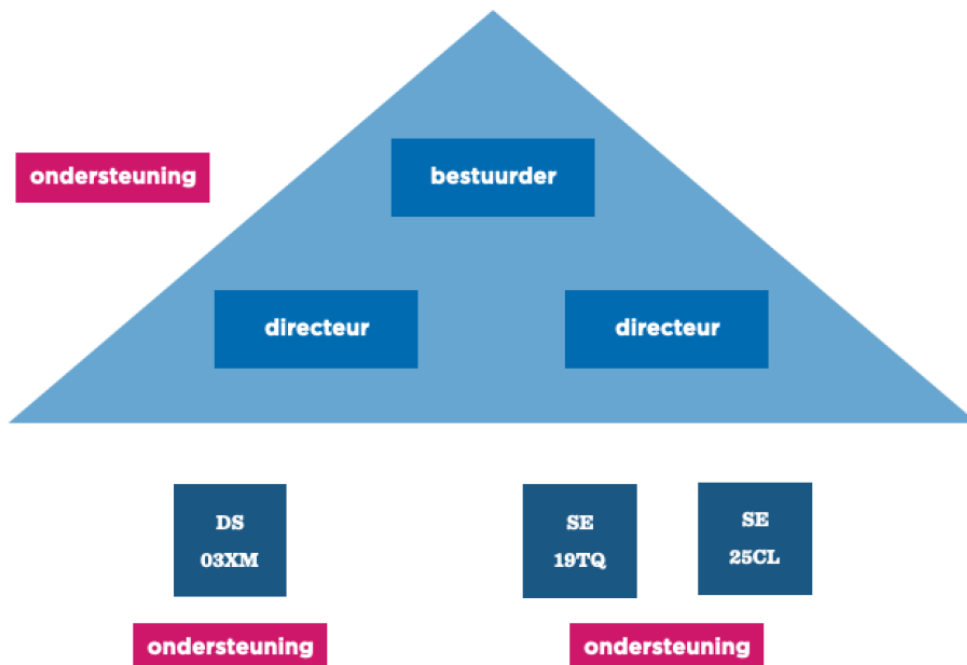 ondersteuning
bestuurder
directeur
directeur
DS
03XM
SE
19TQ
SE
25CL
ondersteuning
ondersteuning